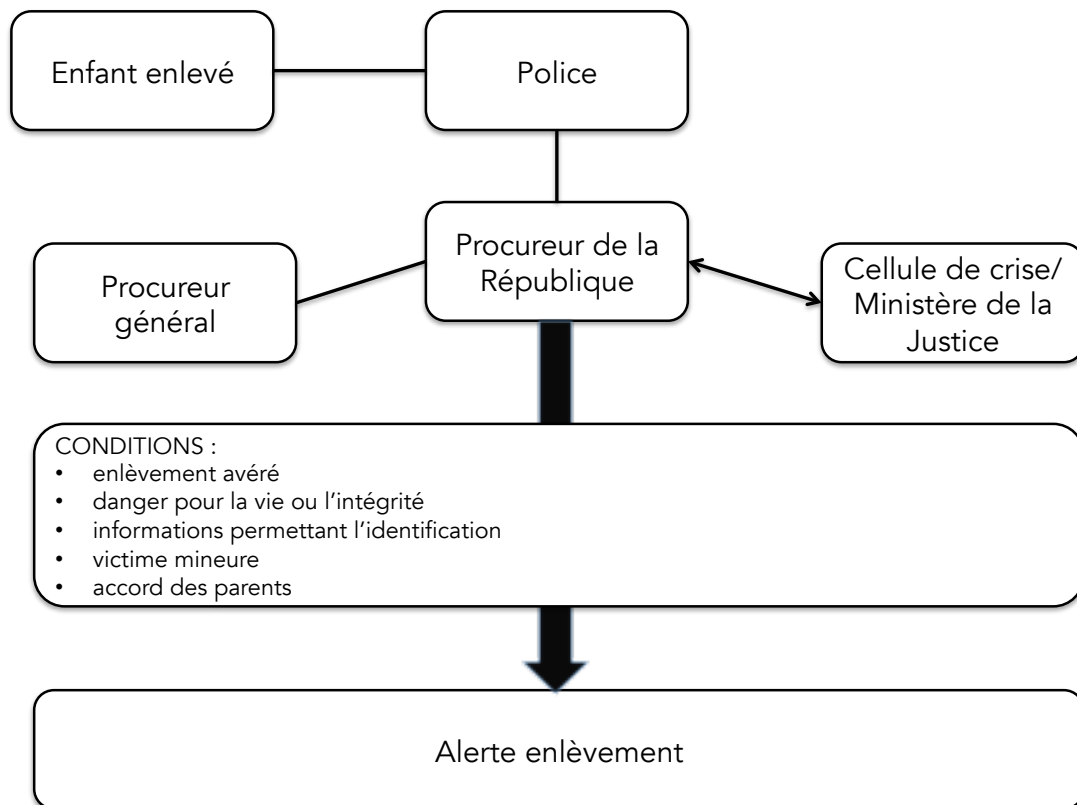 Enfant enlevé
Police
Procureur de la
République
Procureur
général
Cellule de crise/
Ministère de la
Justice
CONDITIONS :
• enlèvement avéré
• danger pour la vie ou l’intégrité
• informations permettant l’identification
• victime mineure
• accord des parents
Alerte enlèvement